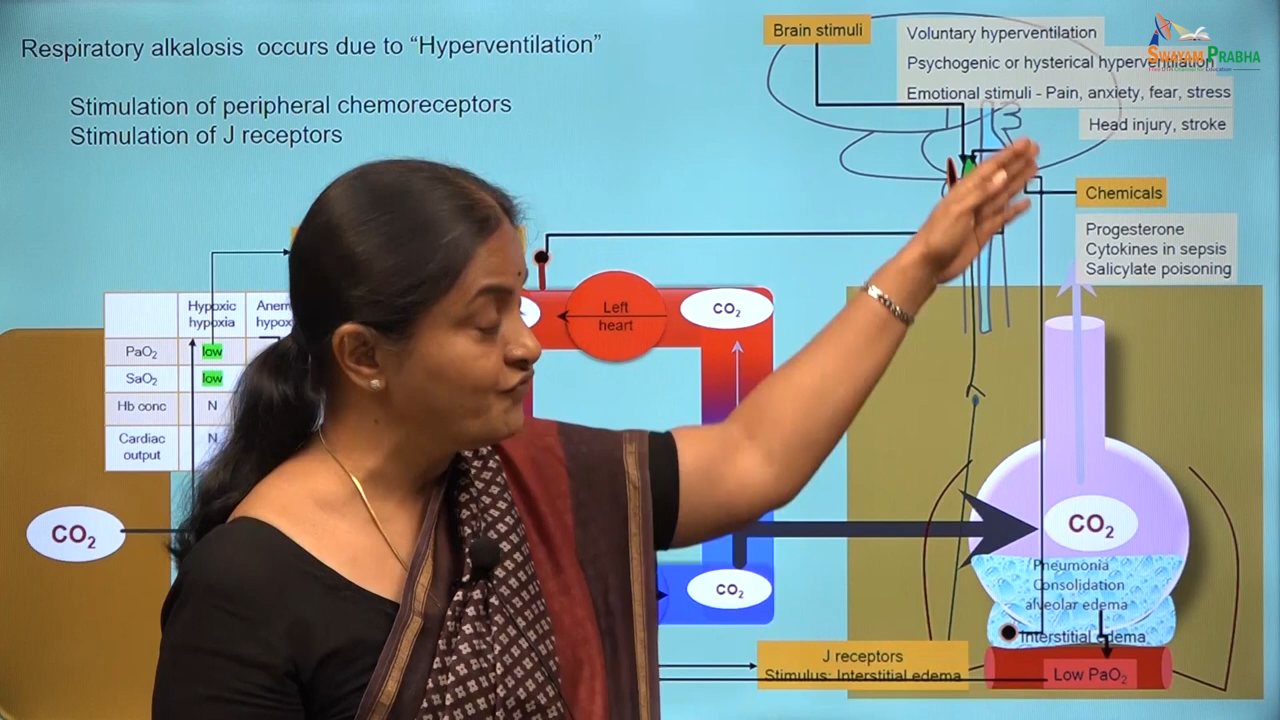 Respiratory alkalosis occurs due to “Hyperventilation”
Stimulation of peripheral chemoreceptors
Stimulation of J receptors
Brain stimuli
Voluntary hyperventilation
Psychogenic or hysterical hyperventilation
Emotional stimuli - Pain, anxiety, fear, stress
Head injury, stroke
SWAYAM PRABHA
Chemicals
Progesterone
Cytokines in sepsis
Salicylate poisoning
Hypoxic
hypoxia
PaO2
low
SaO2
low
Hb conc
N
Cardiac
output
N
Left
heart
CO2
CO2
CO2
CO2
Pneumonia
Consolidation
alveolar edema
Interstitial edema
Low PaO2
J receptors
Stimulus: Interstitial edema